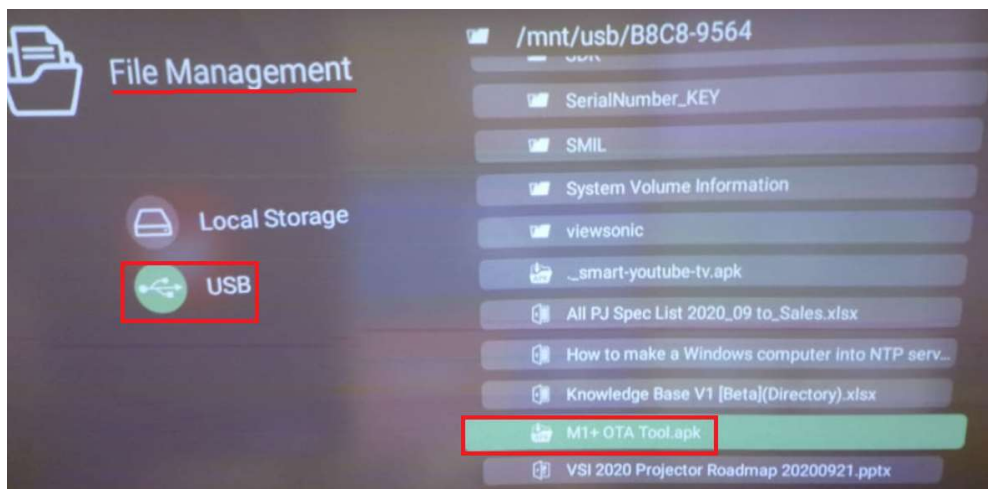 File Management
Local Storage
USB
/mnt/usb/B8C8-9564
SerialNumber_KEY
SMIL
System Volume Information
viewsonic
._smart-youtube-tv.apk
All PJ Spec List 2020_09 to_Sales.xlsx
How to make a Windows computer into NTP serv...
Knowledge Base V1 [Beta](Directory).xlsx
M1+ OTA Tool.apk
VSI 2020 Projector Roadmap 20200921.pptx